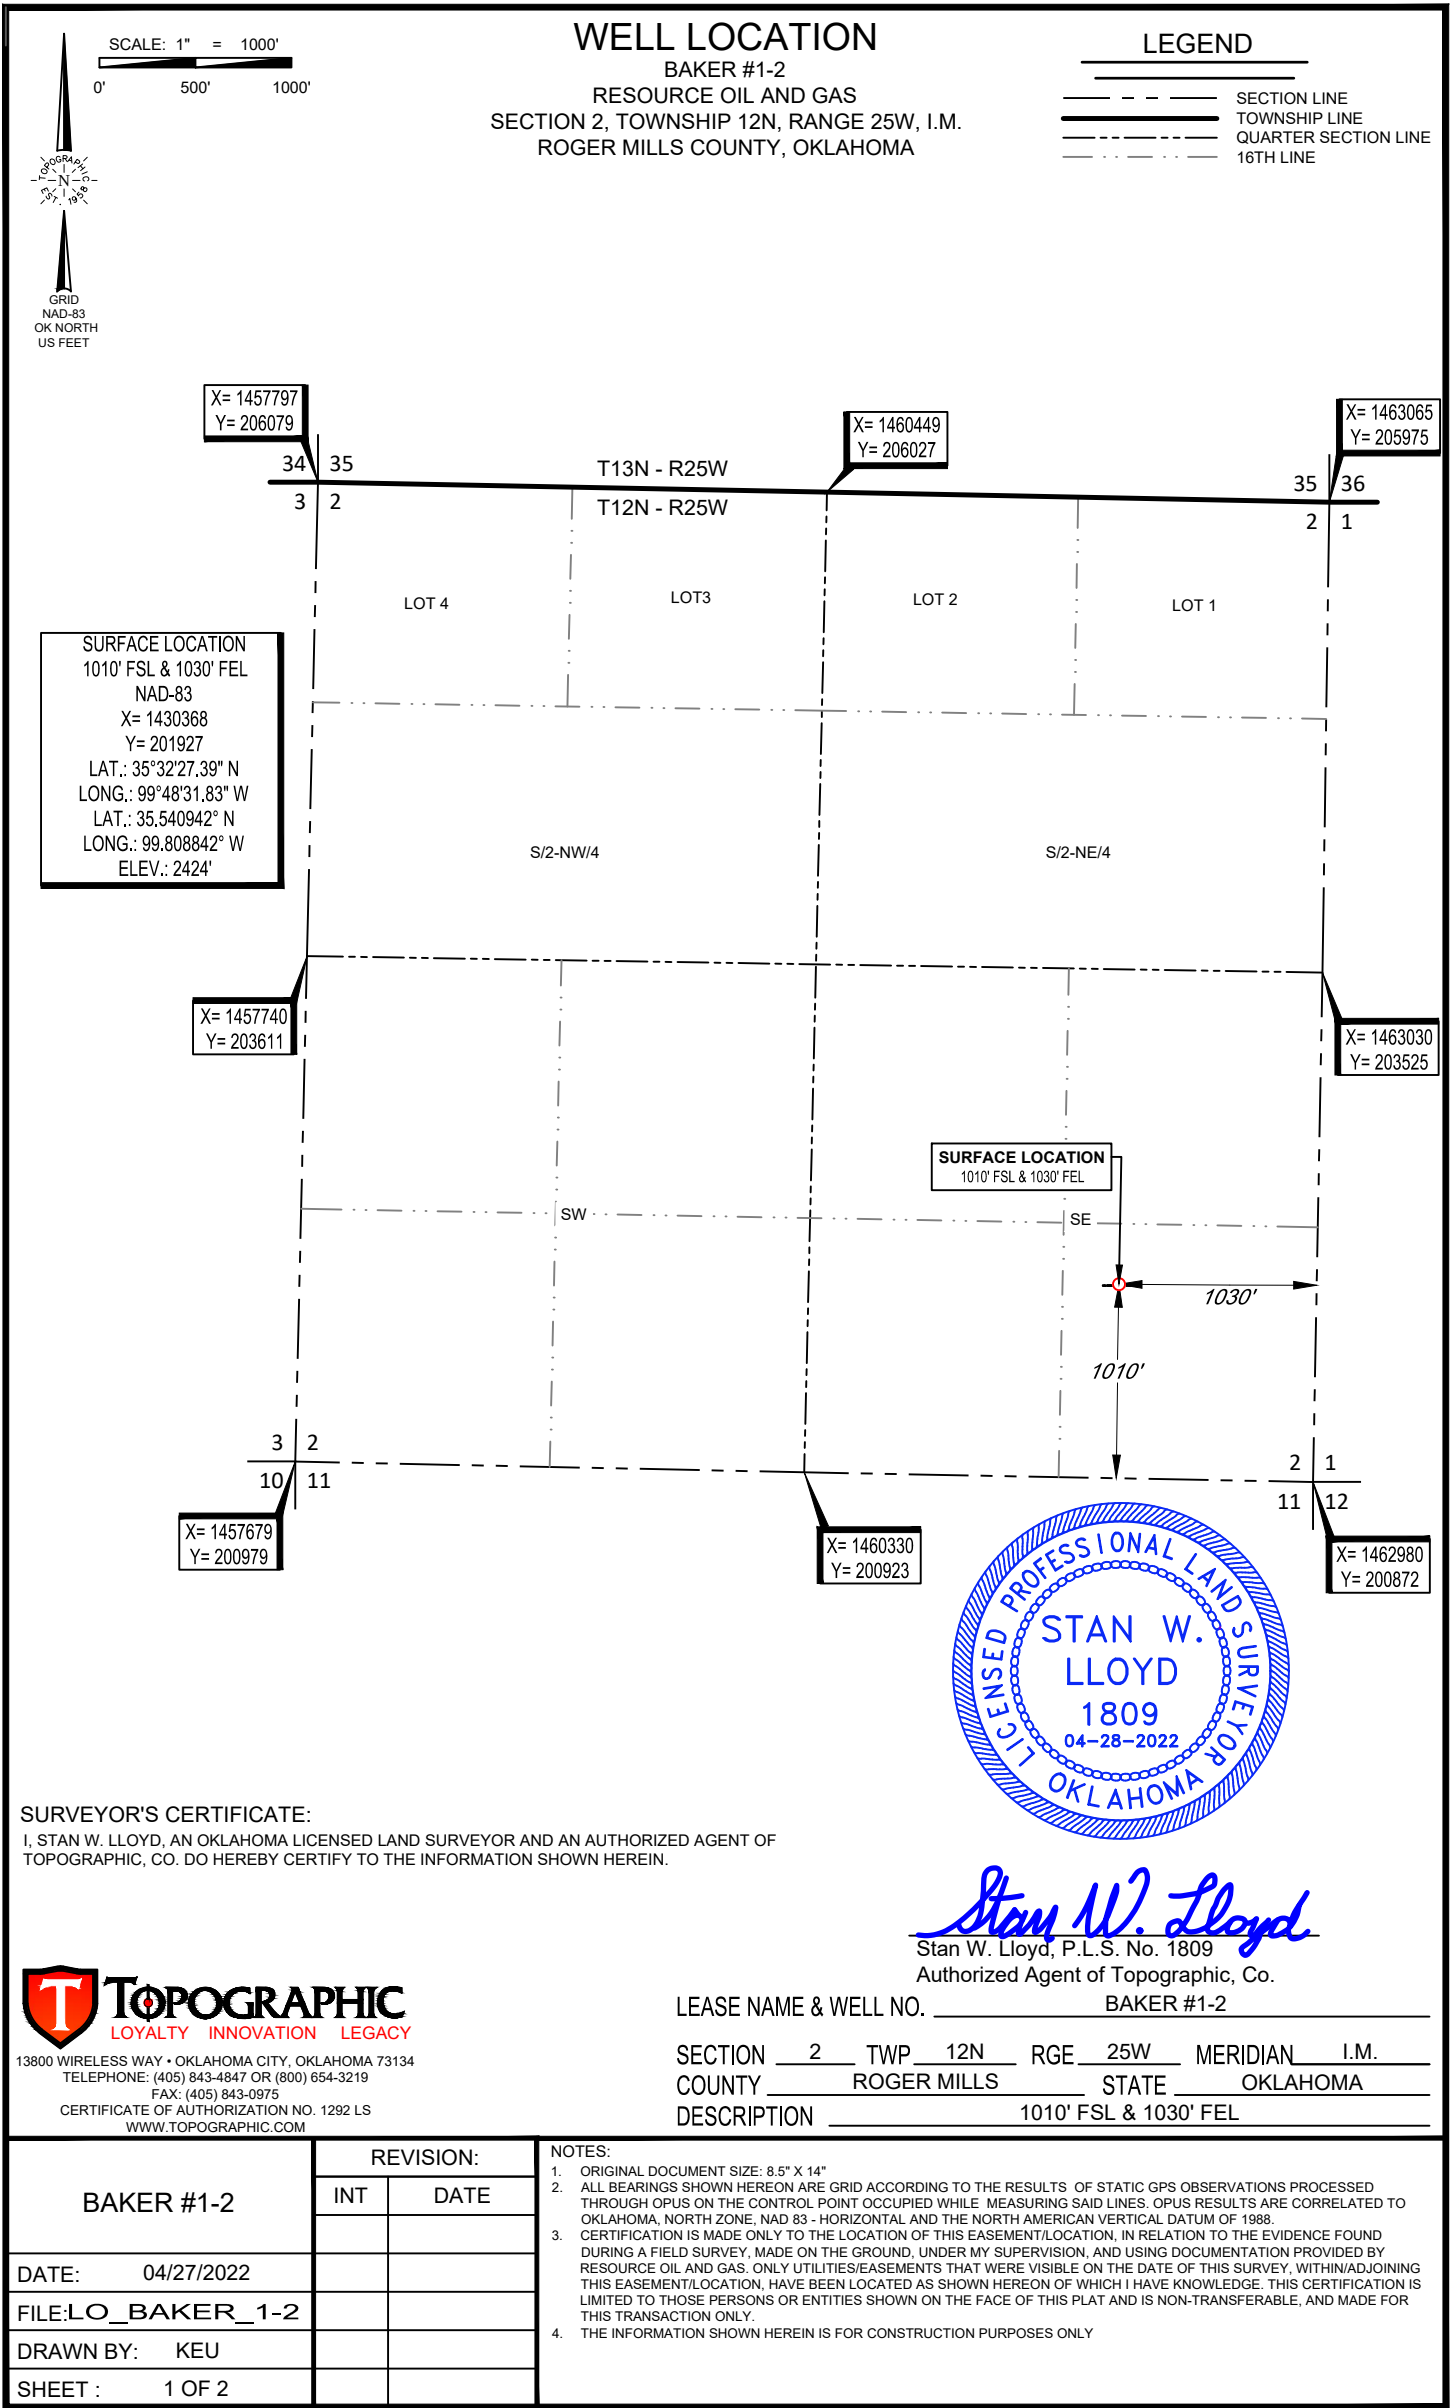 SCALE: 1" = 1000'
0' 500' 1000'
WELL LOCATION
BAKER #1-2
RESOURCE OIL AND GAS
SECTION 2, TOWNSHIP 12N, RANGE 25W, I.M.
ROGER MILLS COUNTY, OKLAHOMA
LEGEND
SECTION LINE
TOWNSHIP LINE
QUARTER SECTION LINE
16TH LINE
TOPOGRAPHIC
N
EST. 1958
GRID
NAD-83
OK NORTH
US FEET
X= 1457797
Y= 206079
X= 1460449
Y= 206027
X= 1463065
Y= 205975
34 35
3 2
T13N - R25W
T12N - R25W
35 36
2 1
LOT 4
LOT3
LOT 2
LOT 1
SURFACE LOCATION
1010' FSL & 1030' FEL
NAD-83
X= 1430368
Y= 201927
LAT.: 35°32'27.39" N
LONG.: 99°48'31.83" W
LAT.: 35.540942° N
LONG.: 99.808842° W
ELEV.: 2424'
S/2-NW/4
S/2-NE/4
X= 1457740
Y= 203611
X= 1463030
Y= 203525
SURFACE LOCATION
1010' FSL & 1030' FEL
SW
SE
1030'
1010'
3 2
10 11
2 1
11 12
X= 1457679
Y= 200979
X= 1460330
Y= 200923
X= 1462980
Y= 200872
LICENSED PROFESSIONAL LAND SURVEYOR
STAN W.
LLOYD
1809
04-28-2022
OKLAHOMA
SURVEYOR'S CERTIFICATE:
I, STAN W. LLOYD, AN OKLAHOMA LICENSED LAND SURVEYOR AND AN AUTHORIZED AGENT OF
TOPOGRAPHIC, CO. DO HEREBY CERTIFY TO THE INFORMATION SHOWN HEREIN.
Stan W. Lloyd
Stan W. Lloyd, P.L.S. No. 1809
Authorized Agent of Topographic, Co.
T TOPOGRAPHIC
LOYALTY INNOVATION LEGACY
13800 WIRELESS WAY • OKLAHOMA CITY, OKLAHOMA 73134
TELEPHONE: (405) 843-4847 OR (800) 654-3219
FAX: (405) 843-0975
CERTIFICATE OF AUTHORIZATION NO. 1292 LS
WWW.TOPOGRAPHIC.COM
LEASE NAME & WELL NO. BAKER #1-2
SECTION 2 TWP 12N RGE 25W MERIDIAN I.M.
COUNTY ROGER MILLS STATE OKLAHOMA
DESCRIPTION 1010' FSL & 1030' FEL
BAKER #1-2
REVISION:
INT DATE
DATE: 04/27/2022
FILE:LO_BAKER_1-2
DRAWN BY: KEU
SHEET : 1 OF 2
NOTES:
1. ORIGINAL DOCUMENT SIZE: 8.5" X 14"
2. ALL BEARINGS SHOWN HEREON ARE GRID ACCORDING TO THE RESULTS OF STATIC GPS OBSERVATIONS PROCESSED
THROUGH OPUS ON THE CONTROL POINT OCCUPIED WHILE MEASURING SAID LINES. OPUS RESULTS ARE CORRELATED TO
OKLAHOMA, NORTH ZONE, NAD 83 - HORIZONTAL AND THE NORTH AMERICAN VERTICAL DATUM OF 1988.
3. CERTIFICATION IS MADE ONLY TO THE LOCATION OF THIS EASEMENT/LOCATION, IN RELATION TO THE EVIDENCE FOUND
DURING A FIELD SURVEY, MADE ON THE GROUND, UNDER MY SUPERVISION, AND USING DOCUMENTATION PROVIDED BY
RESOURCE OIL AND GAS. ONLY UTILITIES/EASEMENTS THAT WERE VISIBLE ON THE DATE OF THIS SURVEY, WITHIN/ADJOINING
THIS EASEMENT/LOCATION, HAVE BEEN LOCATED AS SHOWN HEREON OF WHICH I HAVE KNOWLEDGE. THIS CERTIFICATION IS
LIMITED TO THOSE PERSONS OR ENTITIES SHOWN ON THE FACE OF THIS PLAT AND IS NON-TRANSFERABLE, AND MADE FOR
THIS TRANSACTION ONLY.
4. THE INFORMATION SHOWN HEREIN IS FOR CONSTRUCTION PURPOSES ONLY